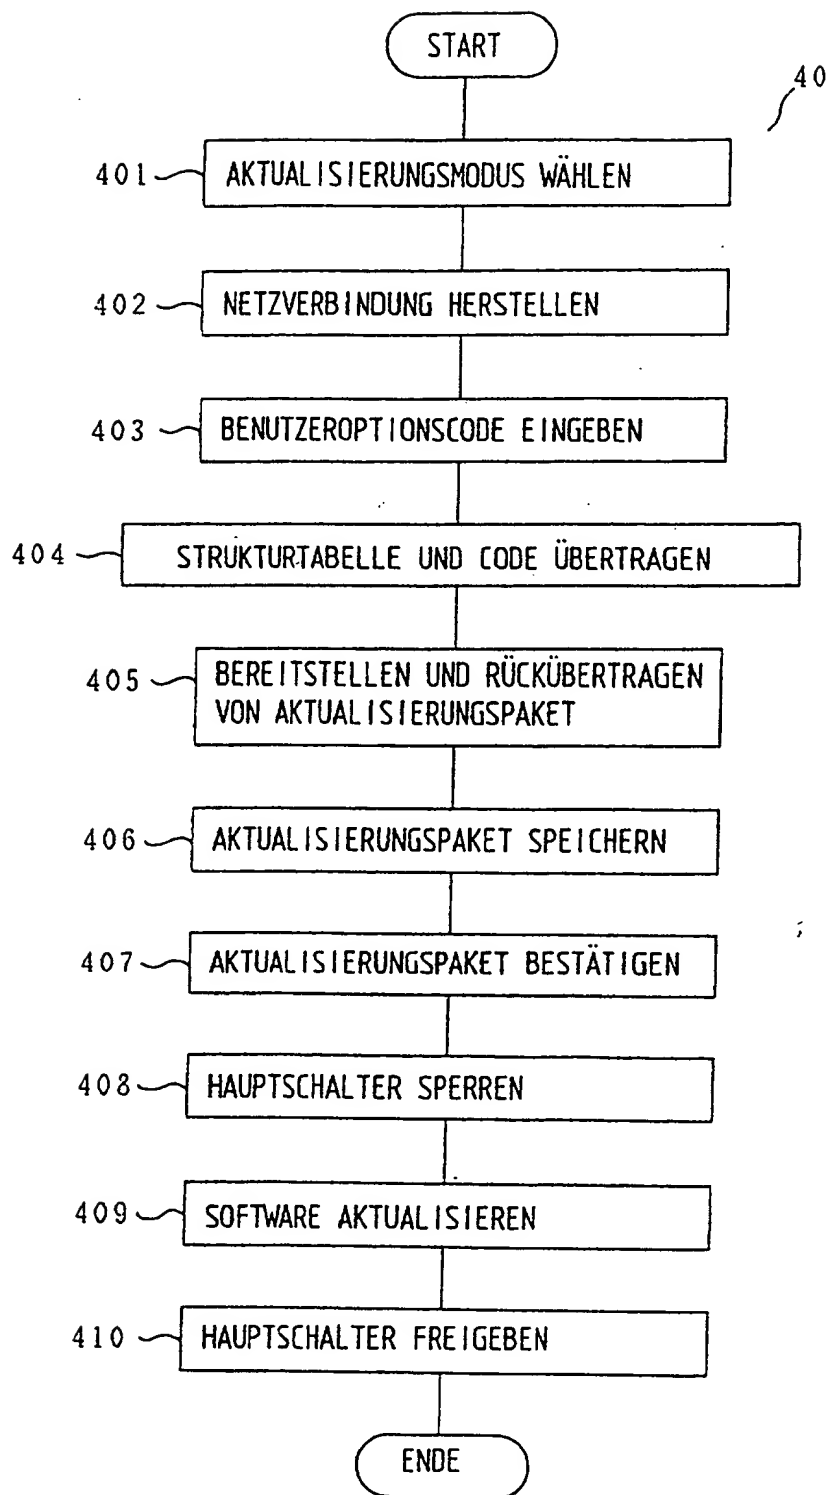 START
40
401 AKTUALISIERUNGSMODUS WÄHLEN
402 NETZVERBINDUNG HERSTELLEN
403 BENUTZEROPTIONSCODE EINGEBEN
404 STRUKTURTABELLE UND CODE ÜBERTRAGEN
405 BEREITSTELLEN UND RÜCKÜBERTRAGEN
VON AKTUALISIERUNGSPAKET
406 AKTUALISIERUNGSPAKET SPEICHERN
407 AKTUALISIERUNGSPAKET BESTÄTIGEN
408 HAUPTSCHALTER SPERREN
409 SOFTWARE AKTUALISIEREN
410 HAUPTSCHALTER FREIGEBEN
ENDE